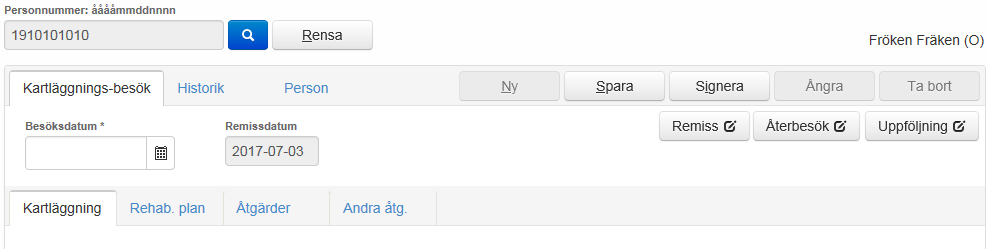 Personnummer: ååååmmddnnnn
1910101010
Rensa
Fröken Fräken (O)
Kartläggnings-besök Historik Person Ny Spara Signera Ångra Ta bort
Besöksdatum * Remissdatum
Remiss Återbesök Uppföljning
2017-07-03
Kartläggning Rehab. plan Åtgärder Andra åtg.